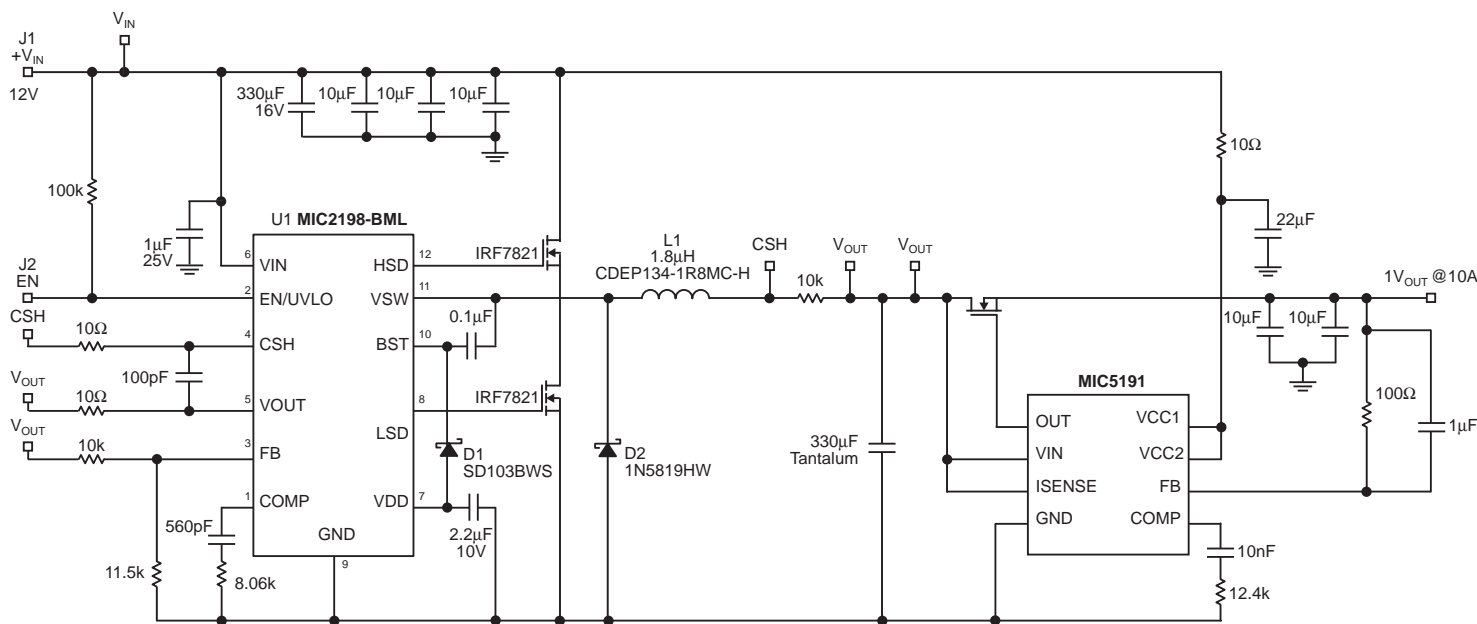 J1
+VIN
12V
VIN
330µF
16V
10µF
10µF
10µF
10Ω
22µF
100k
1µF
25V
U1 MIC2198-BML
6
VIN
HSD
12
IRF7821
J2
EN
2
EN/UVLO
VSW
11
L1
1.8µH
CDEP134-1R8MC-H
CSH
10k
VOUT
VOUT
1VOUT @10A
CSH
10Ω
4
CSH
BST
10
0.1µF
10µF
10µF
100pF
VOUT
10Ω
5
VOUT
8
IRF7821
LSD
VOUT
10k
3
FB
D1
SD103BWS
D2
1N5819HW
330µF
Tantalum
MIC5191
OUT
VCC1
VIN
VCC2
ISENSE
FB
GND
COMP
100Ω
1µF
1
COMP
VDD
7
560pF
GND
9
2.2µF
10V
11.5k
8.06k
10nF
12.4k